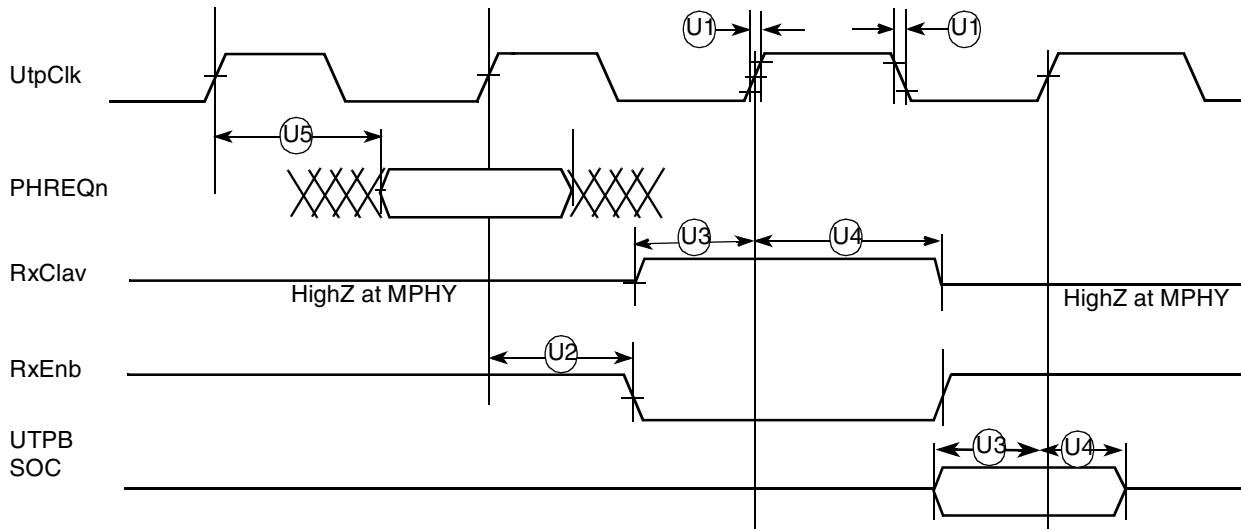 U1
U1
UtpClk
U5
PHREQn
U3
U4
RxClav
HighZ at MPHY
HighZ at MPHY
U2
RxEnb
UTPB
SOC
U3
U4